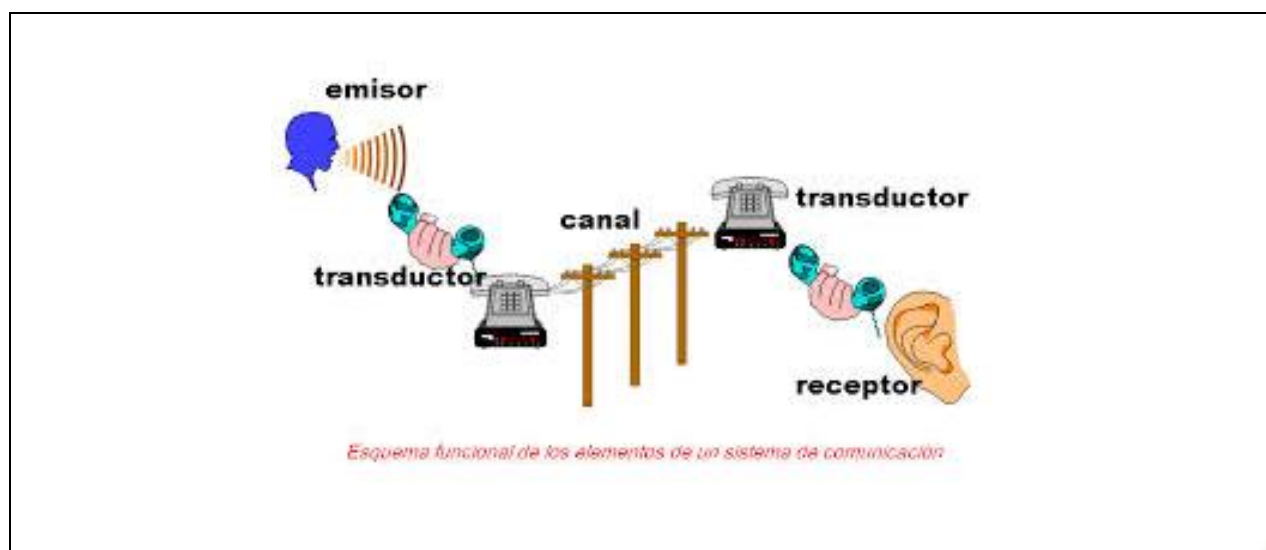 emisor
transductor
canal
transductor
receptor
Esquema funcional de los elementos de un sistema de comunicación